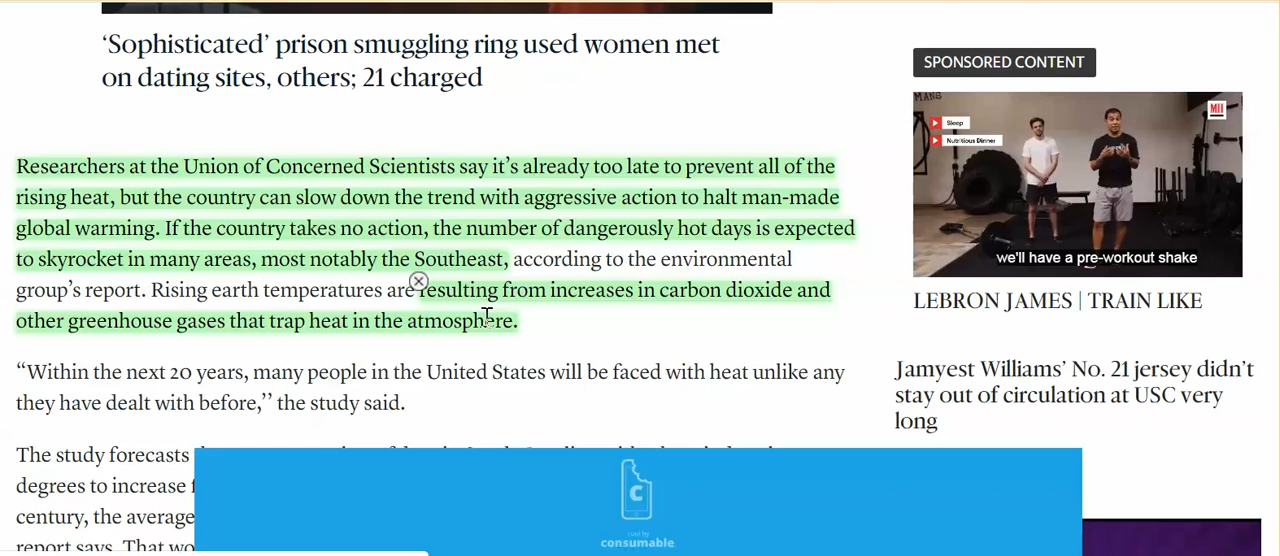 ‘Sophisticated’ prison smuggling ring used women met
on dating sites, others; 21 charged
Researchers at the Union of Concerned Scientists say it’s already too late to prevent all of the
rising heat, but the country can slow down the trend with aggressive action to halt man-made
global warming. If the country takes no action, the number of dangerously hot days is expected
to skyrocket in many areas, most notably the Southeast, according to the environmental
group’s report. Rising earth temperatures are resulting from increases in carbon dioxide and
other greenhouse gases that trap heat in the atmosphere.
“Within the next 20 years, many people in the United States will be faced with heat unlike any
they have dealt with before,’’ the study said.
The study forecasts
degrees to increase
century, the average
report says. That
SPONSORED CONTENT
MANS
Sleep
Nutritious Dinner
we'll have a pre-workout shake
LEBRON JAMES | TRAIN LIKE
Jamyest Williams’ No. 21 jersey didn’t
stay out of circulation at USC very
long
C
consumable